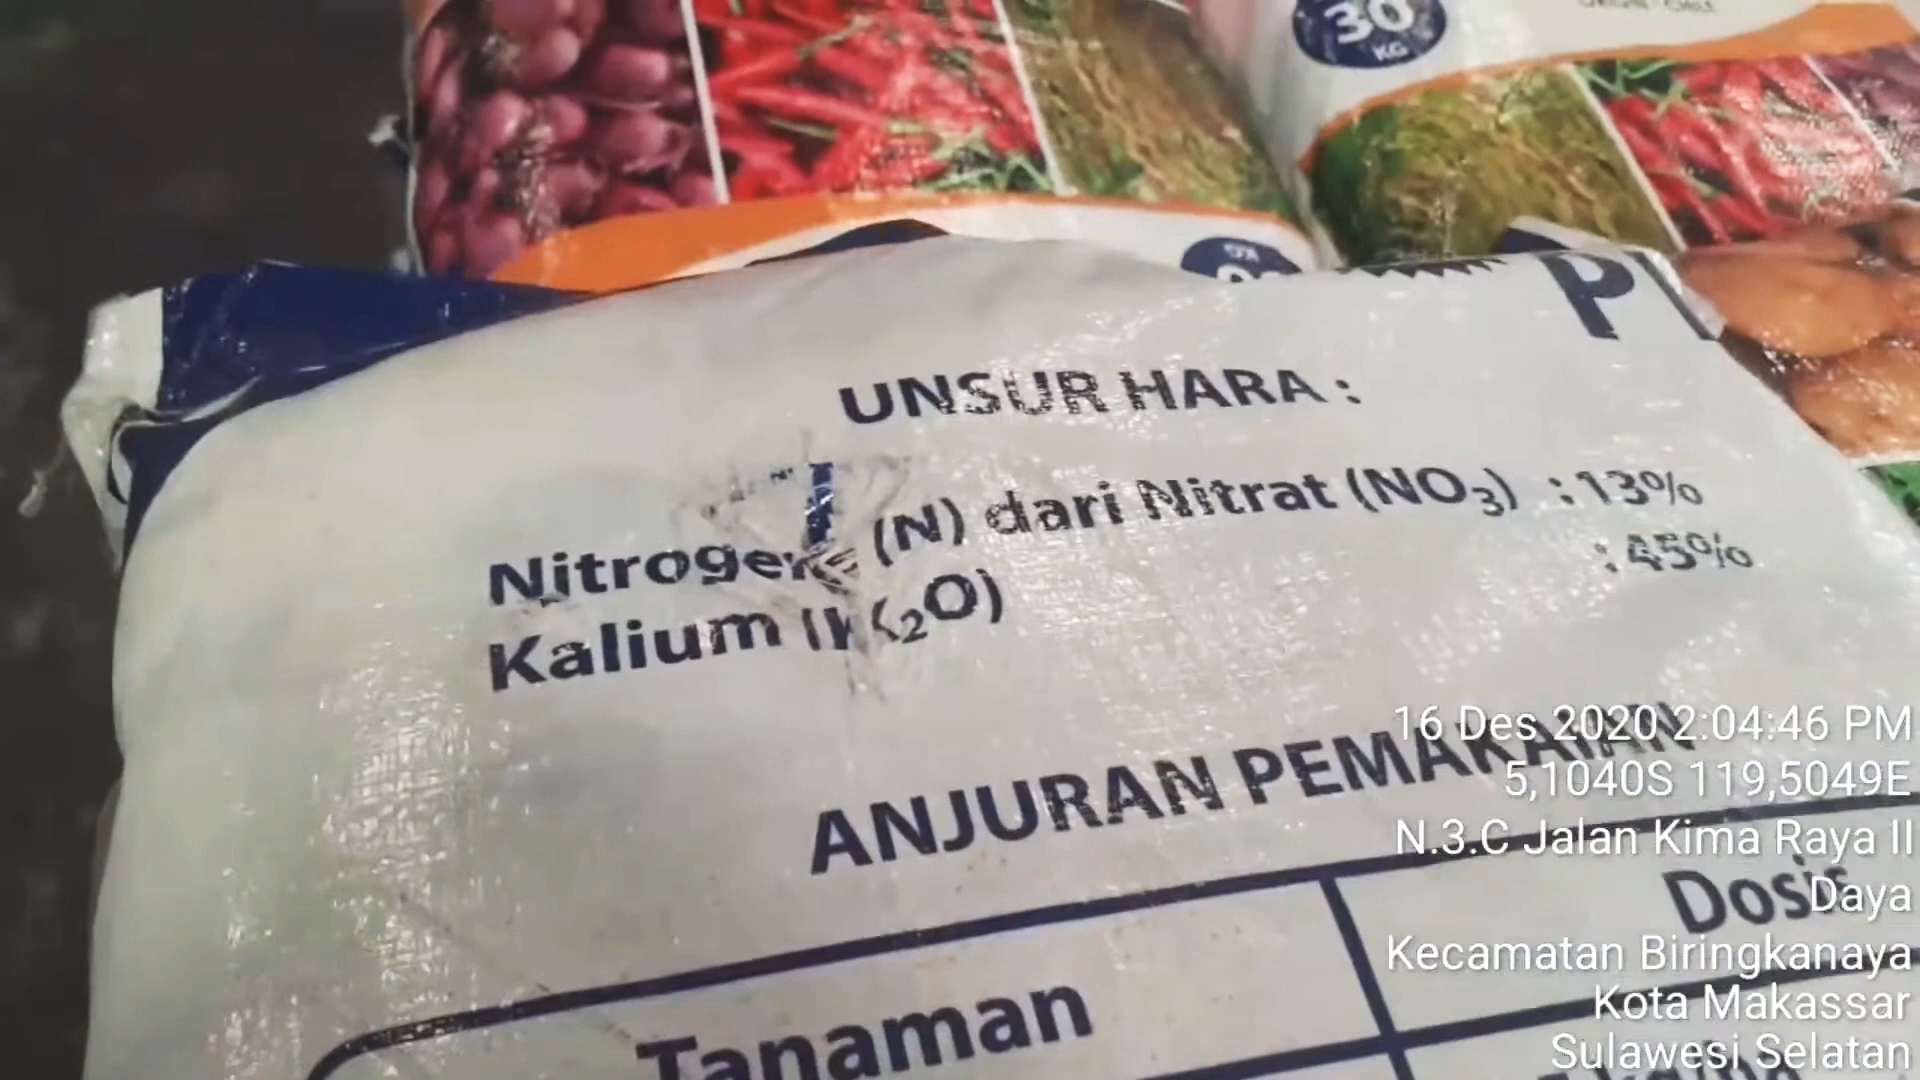 30
KG
UNSUR HARA :
Nitrogen (N) dari Nitrat (NO₃) : 13%
Kalium (K₂O) : 45%
ANJURAN PEMAKAIAN
Dosis
Tanaman
16 Des 2020 2:04:46 PM
5,1040S 119,5049E
N.3.C Jalan Kima Raya II
Daya
Kecamatan Biringkanaya
Kota Makassar
Sulawesi Selatan